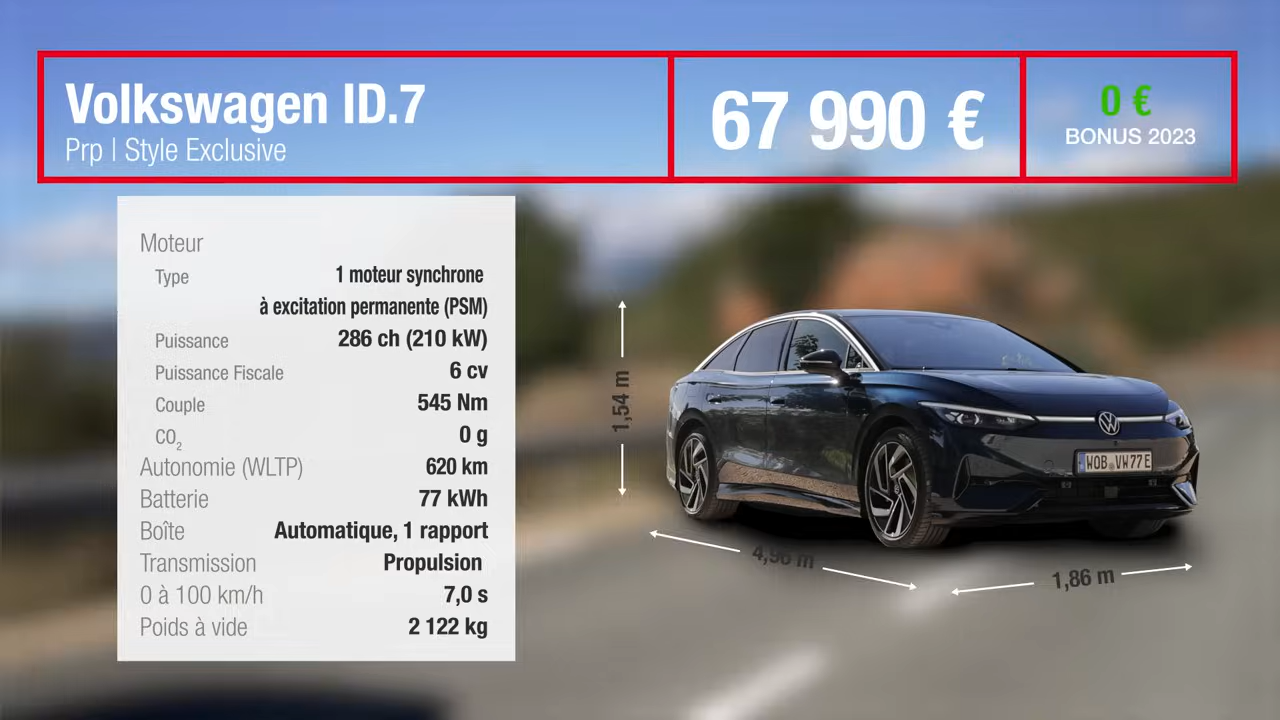 Volkswagen ID.7
Prp | Style Exclusive
67 990 €
0 €
BONUS 2023
Moteur
Type 1 moteur synchrone
à excitation permanente (PSM)
Puissance 286 ch (210 kW)
Puissance Fiscale 6 cv
Couple 545 Nm
CO2 0 g
Autonomie (WLTP) 620 km
Batterie 77 kWh
Boîte Automatique, 1 rapport
Transmission Propulsion
0 à 100 km/h 7,0 s
Poids à vide 2 122 kg
1,54 m
4,96 m
1,86 m
WOB VW77E